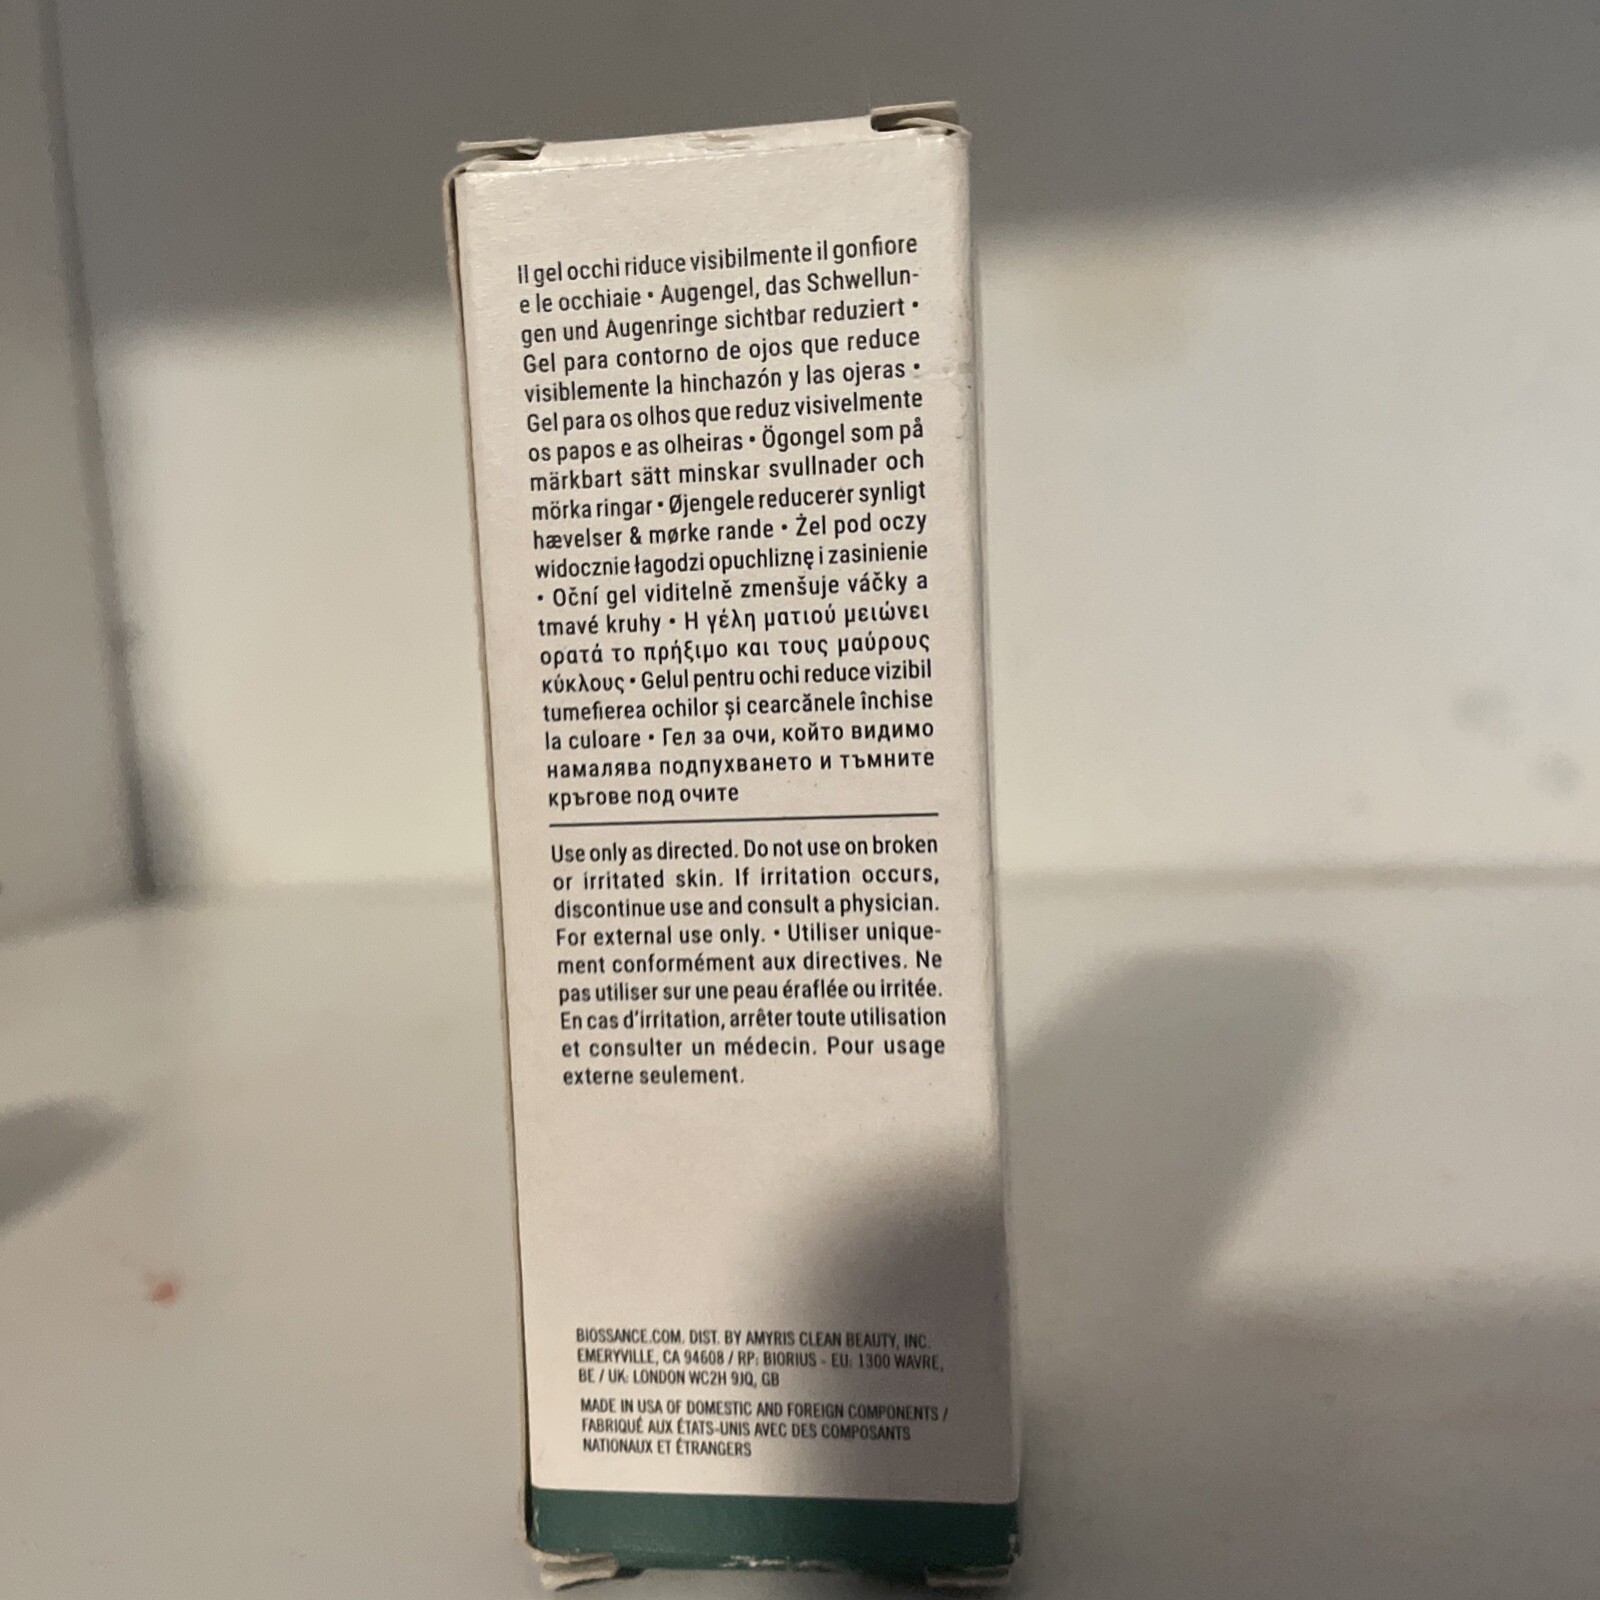 Il gel occhi riduce visibilmente il gonfiore
e le occhiaie • Augengel, das Schwellun-
gen und Augenringe sichtbar reduziert •
Gel para contorno de ojos que reduce
visiblemente la hinchazón y las ojeras •
Gel para os olhos que reduz visivelmente
os papos e as olheiras • Ögongel som på
märkbart sätt minskar svullnader och
mörka ringar • Øjengele reducerer synligt
hævelser & mørke rande • Żel pod oczy
widocznie łagodzi opuchliznę i zasinienie
• Oční gel viditelně zmenšuje váčky a
tmavé kruhy • Η γέλη ματιού μειώνει
ορατά το πρήξιμο και τους μαύρους
κύκλους • Gelul pentru ochi reduce vizibil
tumefierea ochilor și cearcănele închise
la culoare • Гел за очи, който видимо
намалява подпухването и тъмните
кръгове под очите
Use only as directed. Do not use on broken
or irritated skin. If irritation occurs,
discontinue use and consult a physician.
For external use only. • Utiliser unique-
ment conformément aux directives. Ne
pas utiliser sur une peau éraflée ou irritée.
En cas d'irritation, arrêter toute utilisation
et consulter un médecin. Pour usage
externe seulement.
BIOSSANCE.COM. DIST. BY AMYRIS CLEAN BEAUTY, INC.
EMERYVILLE, CA 94608 / RP: BIORIUS - EU: 1300 WAVRE,
BE / UK: LONDON WC2H 9JQ, GB
MADE IN USA OF DOMESTIC AND FOREIGN COMPONENTS /
FABRIQUÉ AUX ÉTATS-UNIS AVEC DES COMPOSANTS
NATIONAUX ET ÉTRANGERS